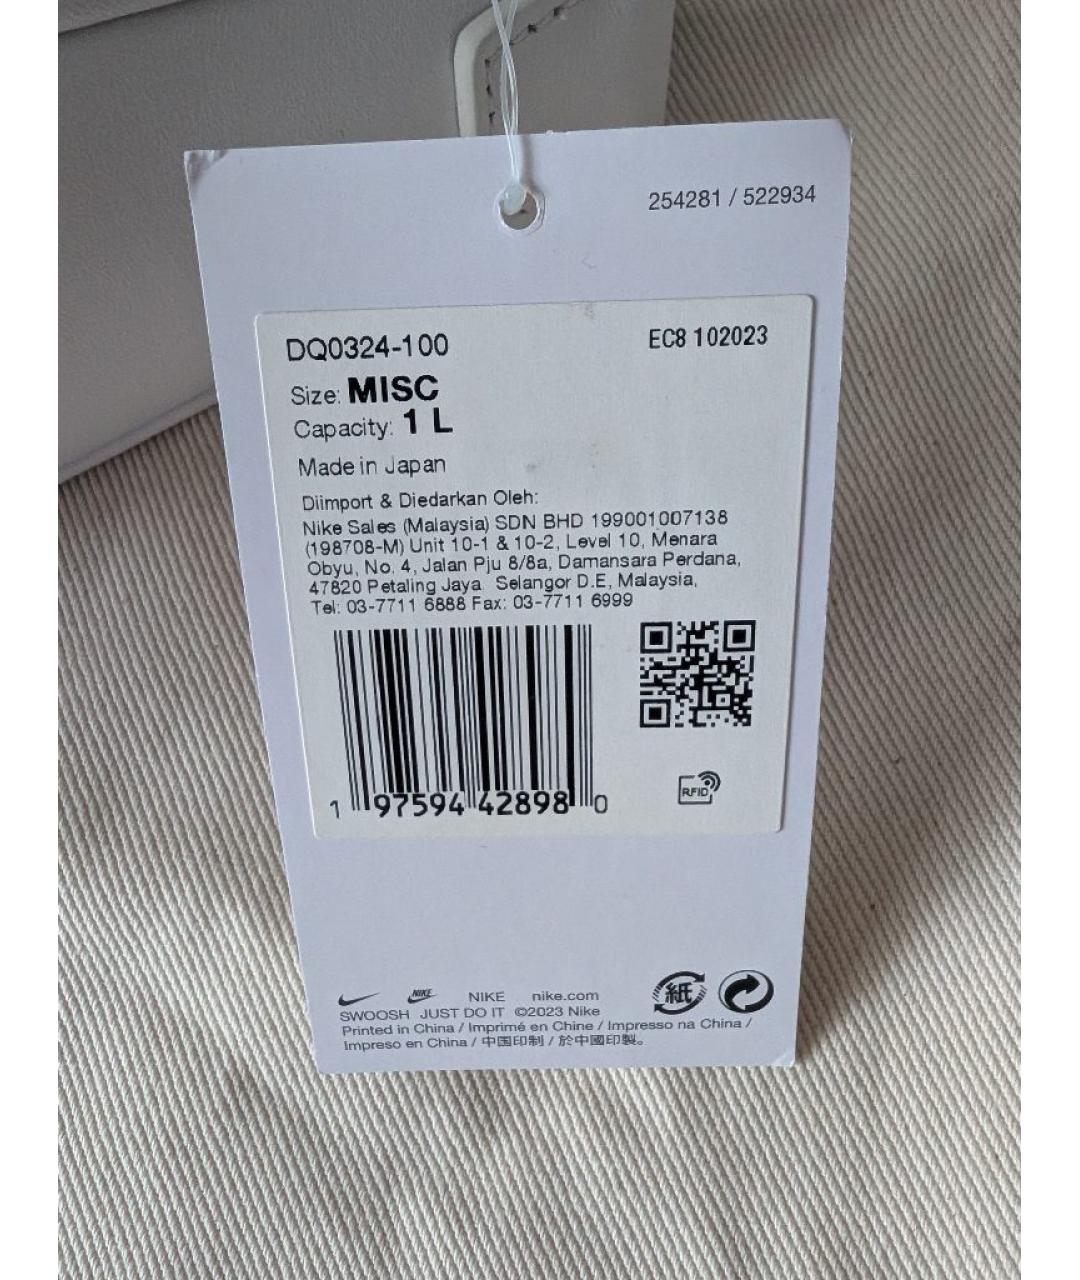 254281 / 522934
DQ0324-100
EC8 102023
Size: MISC
Capacity: 1 L
Made in Japan
Diimport & Diedarkan Oleh:
Nike Sales (Malaysia) SDN BHD 199001007138
(198708-M) Unit 10-1 & 10-2, Level 10, Menara
Obyu, No. 4, Jalan Pju 8/8a, Damansara Perdana,
47820 Petaling Jaya Selangor D.E, Malaysia,
Tel: 03-7711 6888 Fax: 03-7711 6999
1 97594 42898 0
RFID
紙
NIKE NIKE nike.com
SWOOSH JUST DO IT ©2023 Nike
Printed in China / Imprimé en Chine / Impresso na China /
Impreso en China / 中国印制 / 於中國印製。